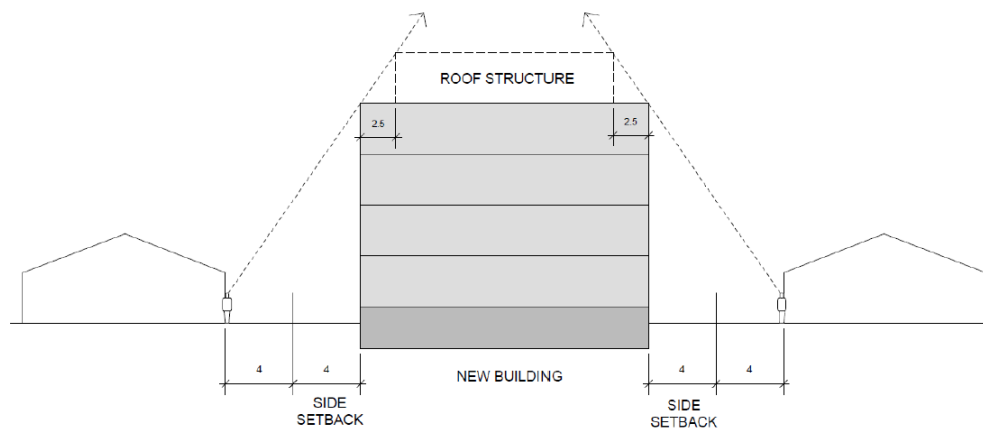 ROOF STRUCTURE
2.5
2.5
4
4
4
4
NEW BUILDING
SIDE
SETBACK
SIDE
SETBACK